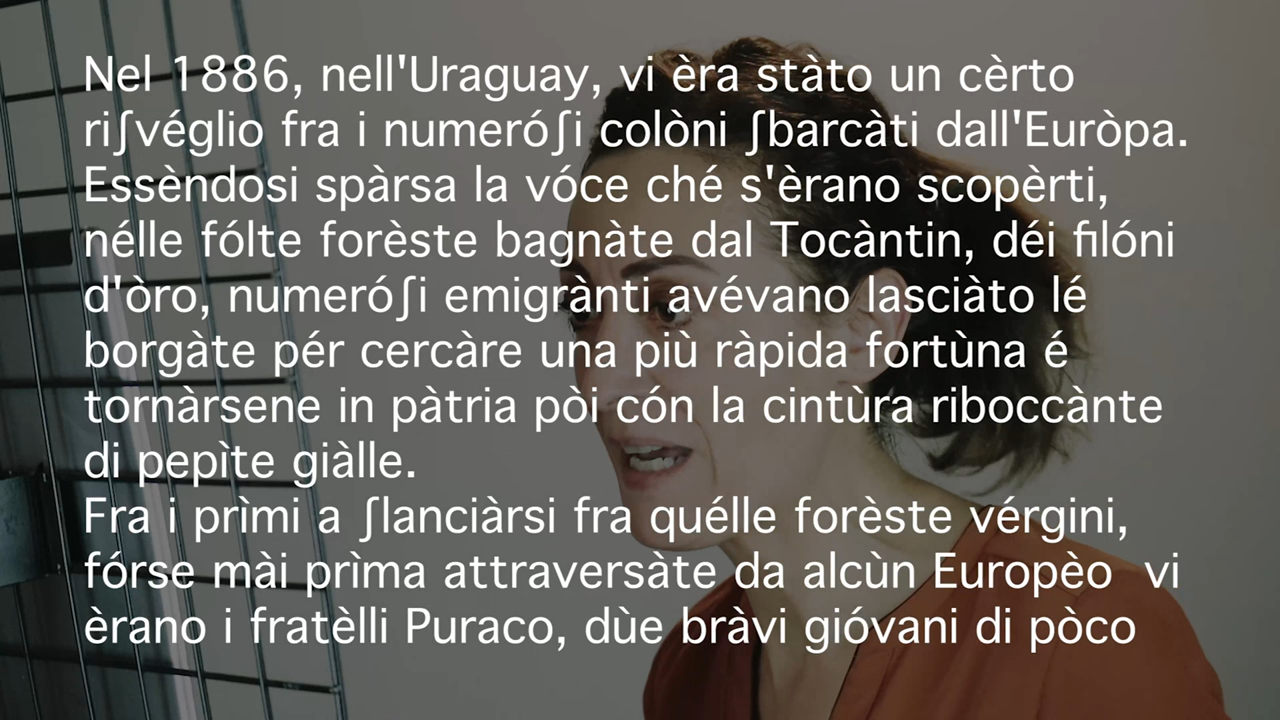 Nel 1886, nell'Uraguay, vi èra stàto un cèrto
riʃvéglio fra i numeróʃi colòni ʃbarcàti dall'Euròpa.
Essèndosi spàrsa la vóce ché s'èrano scopèrti,
nélle fólte forèste bagnàte dal Tocàntin, déi filóni
d'òro, numeróʃi emigrànti avévano lasciàto lé
borgàte pér cercàre una più ràpida fortùna é
tornàrsene in pàtria pòi cón la cintùra riboccànte
di pepìte giàlle.
Fra i prìmi a ʃlanciàrsi fra quélle forèste vérgini,
fórse mài prìma attraversàte da alcùn Europèo  vi
èrano i fratèlli Puraco, dùe bràvi gióvani di pòco